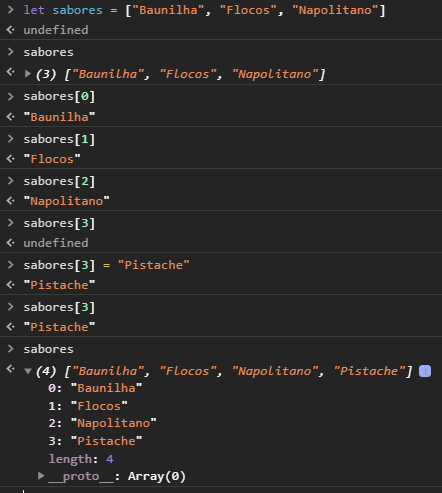 > let sabores = ["Baunilha", "Flocos", "Napolitano"]
<· undefined
> sabores
<· ▶ (3) ["Baunilha", "Flocos", "Napolitano"]
> sabores[0]
<· "Baunilha"
> sabores[1]
<· "Flocos"
> sabores[2]
<· "Napolitano"
> sabores[3]
<· undefined
> sabores[3] = "Pistache"
<· "Pistache"
> sabores[3]
<· "Pistache"
> sabores
<· ▼ (4) ["Baunilha", "Flocos", "Napolitano", "Pistache"] i
0: "Baunilha"
1: "Flocos"
2: "Napolitano"
3: "Pistache"
length: 4
▶ __proto__: Array(0)